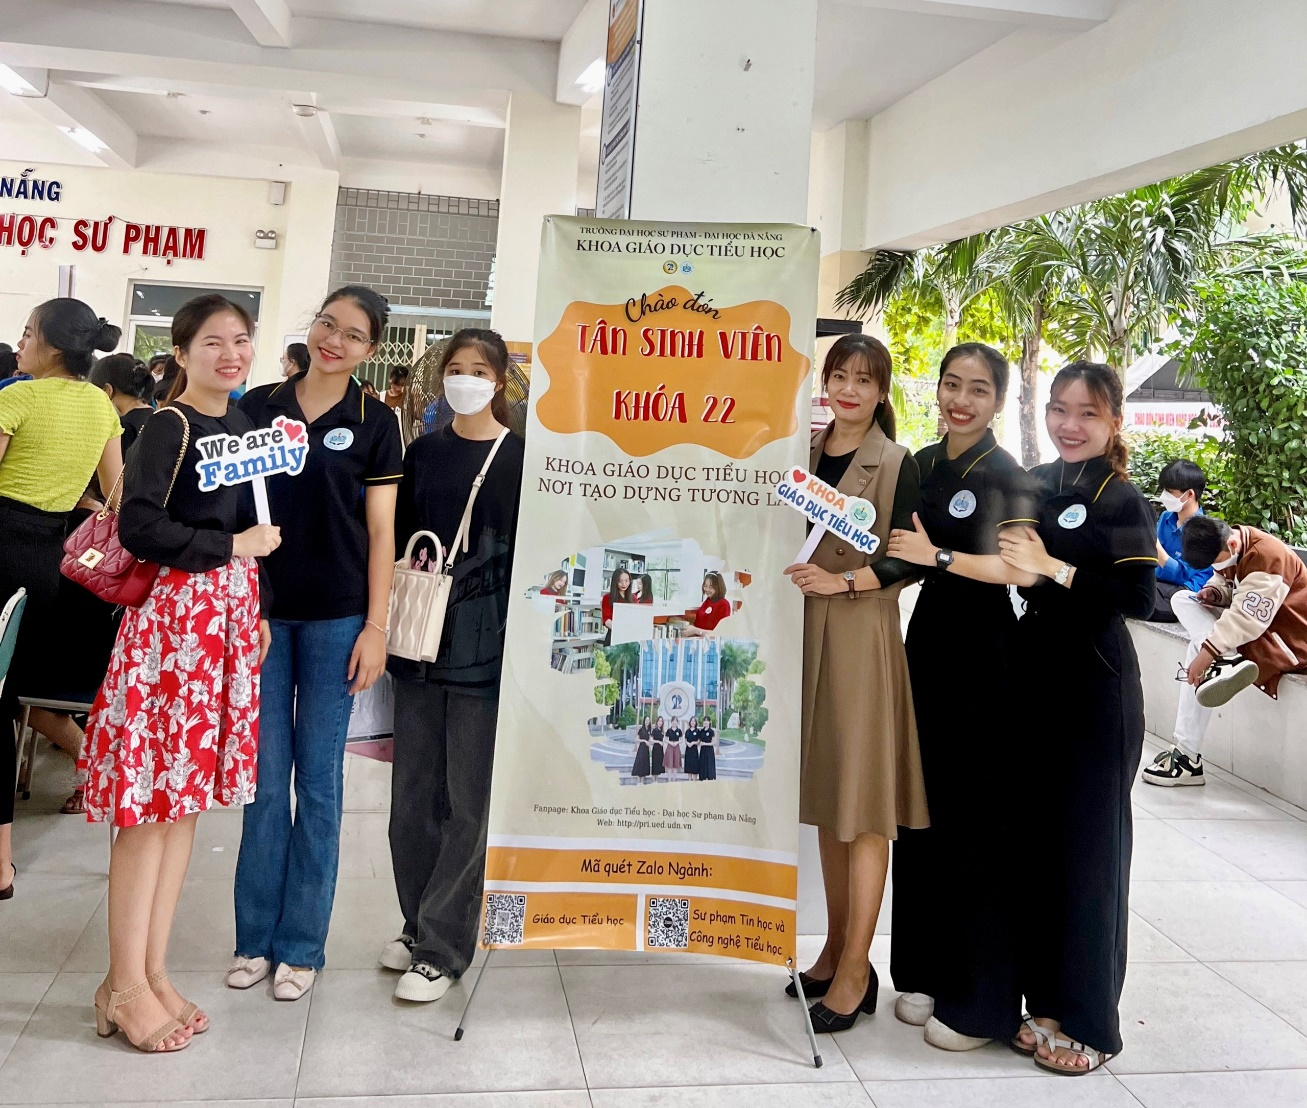 NẴNG
HỌC SƯ PHẠM
TRƯỜNG ĐẠI HỌC SƯ PHẠM - ĐẠI HỌC ĐÀ NẴNG
KHOA GIÁO DỤC TIỂU HỌC
Chào đón
TÂN SINH VIÊN
KHÓA 22
KHOA GIÁO DỤC TIỂU HỌC
NƠI TẠO DỰNG TƯƠNG LA
We are
Family
KHOA
GIÁO DỤC TIỂU HỌC
23
Fanpage: Khoa Giáo dục Tiểu học - Đại học Sư phạm Đà Nẵng
Web: http://pri.ued.udn.vn
Mã quét Zalo Ngành:
Giáo dục Tiểu học
Sư phạm Tin học và
Công nghệ Tiểu học